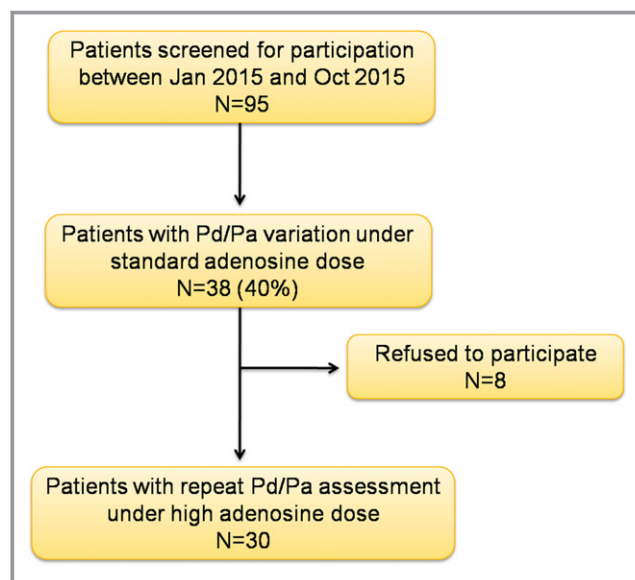 Patients screened for participation
between Jan 2015 and Oct 2015
N=95
Patients with Pd/Pa variation under
standard adenosine dose
N=38 (40%)
Refused to participate
N=8
Patients with repeat Pd/Pa assessment
under high adenosine dose
N=30